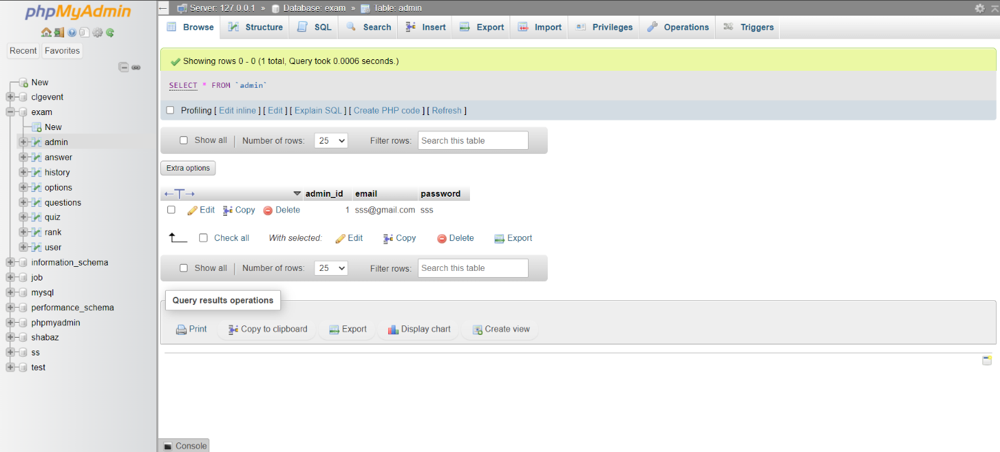 phpMyAdmin
Recent Favorites
New
clgevent
exam
New
admin
answer
history
options
questions
quiz
rank
user
information_schema
job
mysql
performance_schema
phpmyadmin
shabaz
ss
test
Server: 127.0.0.1 » Database: exam » Table: admin
Browse Structure SQL Search Insert Export Import Privileges Operations Triggers
Showing rows 0 - 0 (1 total, Query took 0.0006 seconds.)
SELECT * FROM `admin`
Profiling [ Edit inline ] [ Edit ] [ Explain SQL ] [ Create PHP code ] [ Refresh ]
Show all | Number of rows: 25 Filter rows: Search this table
Extra options
←T→ admin_id email password
Edit Copy Delete 1 sss@gmail.com sss
Check all With selected: Edit Copy Delete Export
Show all | Number of rows: 25 Filter rows: Search this table
Query results operations
Print Copy to clipboard Export Display chart Create view
Console